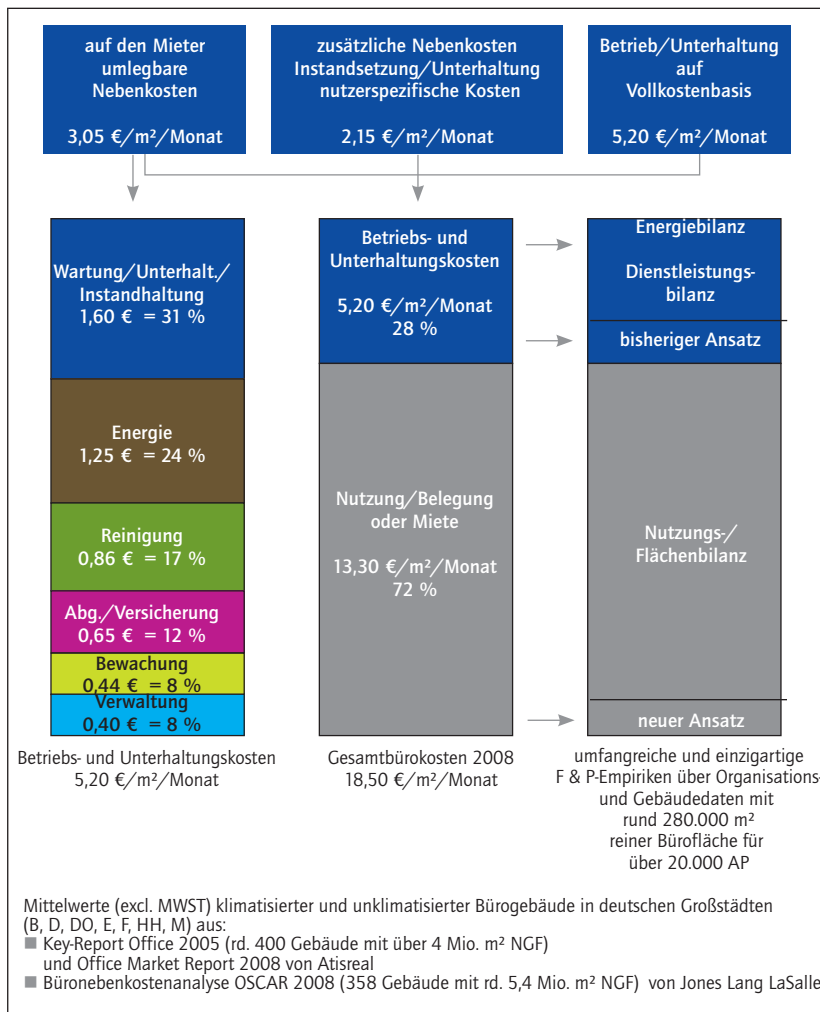 auf den Mieter
umlegbare
Nebenkosten
3,05 €/m²/Monat
zusätzliche Nebenkosten
Instandsetzung/Unterhaltung
nutzerspezifische Kosten
2,15 €/m²/Monat
Betrieb/Unterhaltung
auf
Vollkostenbasis
5,20 €/m²/Monat
Wartung/Unterhalt./
Instandhaltung
1,60 € = 31 %
Energie
1,25 € = 24 %
Reinigung
0,86 € = 17 %
Abg./Versicherung
0,65 € = 12 %
Bewachung
0,44 € = 8 %
Verwaltung
0,40 € = 8 %
Betriebs- und Unterhaltungskosten
5,20 €/m²/Monat
Betriebs- und
Unterhaltungskosten
5,20 €/m²/Monat
28 %
Nutzung/Belegung
oder Miete
13,30 €/m²/Monat
72 %
Gesamtbürokosten 2008
18,50 €/m²/Monat
Energiebilanz
Dienstleistungs-
bilanz
bisheriger Ansatz
Nutzungs-/
Flächenbilanz
neuer Ansatz
umfangreiche und einzigartige
F & P-Empiriken über Organisations-
und Gebäudedaten mit
rund 280.000 m²
reiner Bürofläche für
über 20.000 AP
Mittelwerte (excl. MWST) klimatisierter und unklimatisierter Bürogebäude in deutschen Großstädten
(B, D, DO, E, F, HH, M) aus:
Key-Report Office 2005 (rd. 400 Gebäude mit über 4 Mio. m² NGF)
und Office Market Report 2008 von Atisreal
Büronebenkostenanalyse OSCAR 2008 (358 Gebäude mit rd. 5,4 Mio. m² NGF) von Jones Lang LaSalle